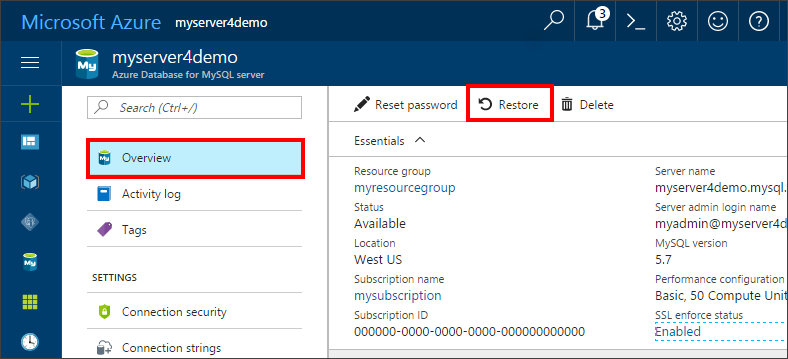 Microsoft Azure myserver4demo
3
myserver4demo
My
Azure Database for MySQL server
Search (Ctrl+/)
Reset password
Restore
Delete
Essentials
My
Overview
Activity log
Tags
SETTINGS
Connection security
Connection strings
Resource group
myresourcegroup
Status
Available
Location
West US
Subscription name
mysubscription
Subscription ID
000000-0000-0000-0000-000000000000
Server name
myserver4demo.mysql.
Server admin login name
myadmin@myserver4d
MySQL version
5.7
Performance configuration
Basic, 50 Compute Unit
SSL enforce status
Enabled
My